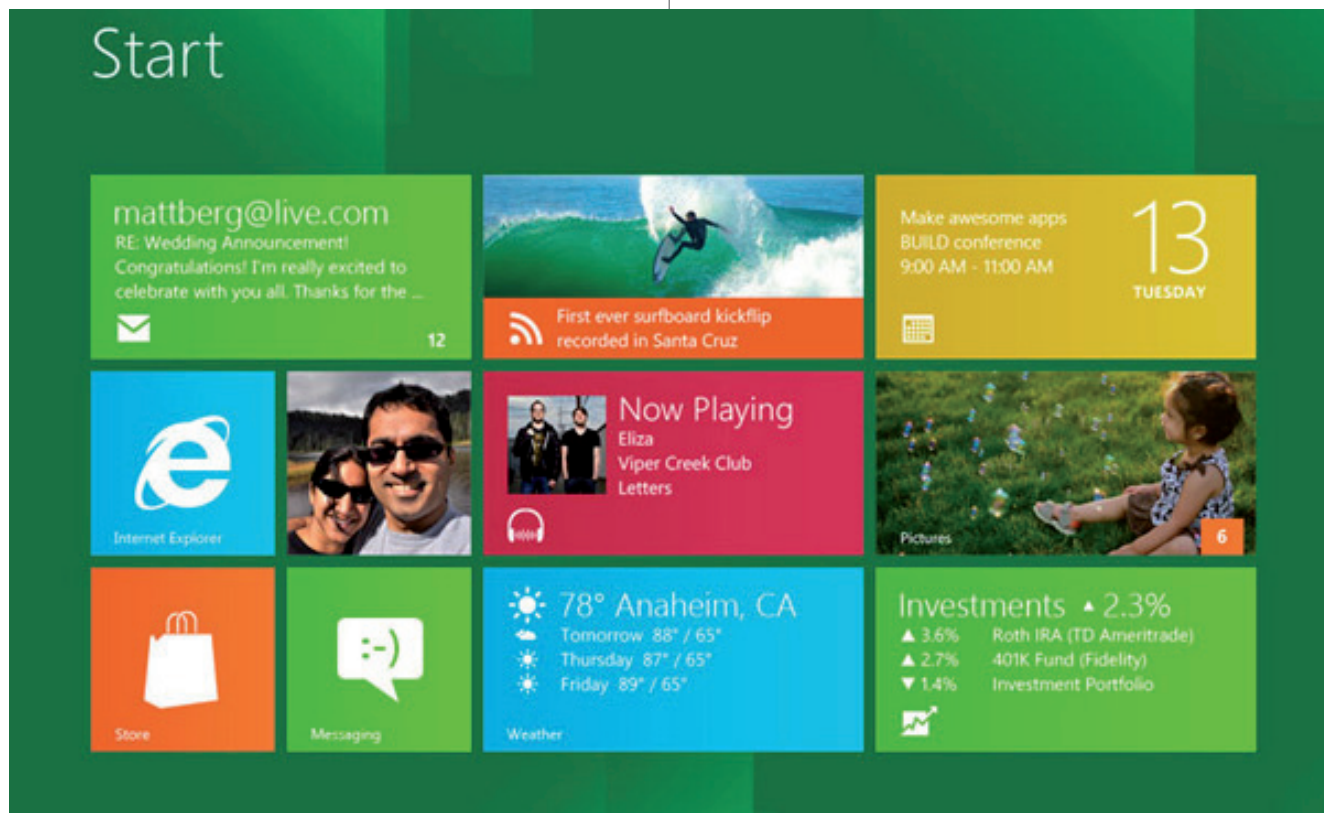 Start
mattberg@live.com
RE: Wedding Announcement!
Congratulations! I'm really excited to
celebrate with you all. Thanks for the ...
12
First ever surfboard kickflip
recorded in Santa Cruz
Make awesome apps
BUILD conference
9:00 AM - 11:00 AM
13
TUESDAY
Internet Explorer
Now Playing
Eliza
Viper Creek Club
Letters
Pictures
6
Store
:-)
Messaging
78° Anaheim, CA
Tomorrow 88° / 65°
Thursday 87° / 65°
Friday 89° / 65°
Weather
Investments ▲ 2.3%
▲ 3.6% Roth IRA (TD Ameritrade)
▲ 2.7% 401K Fund (Fidelity)
▼ 1.4% Investment Portfolio